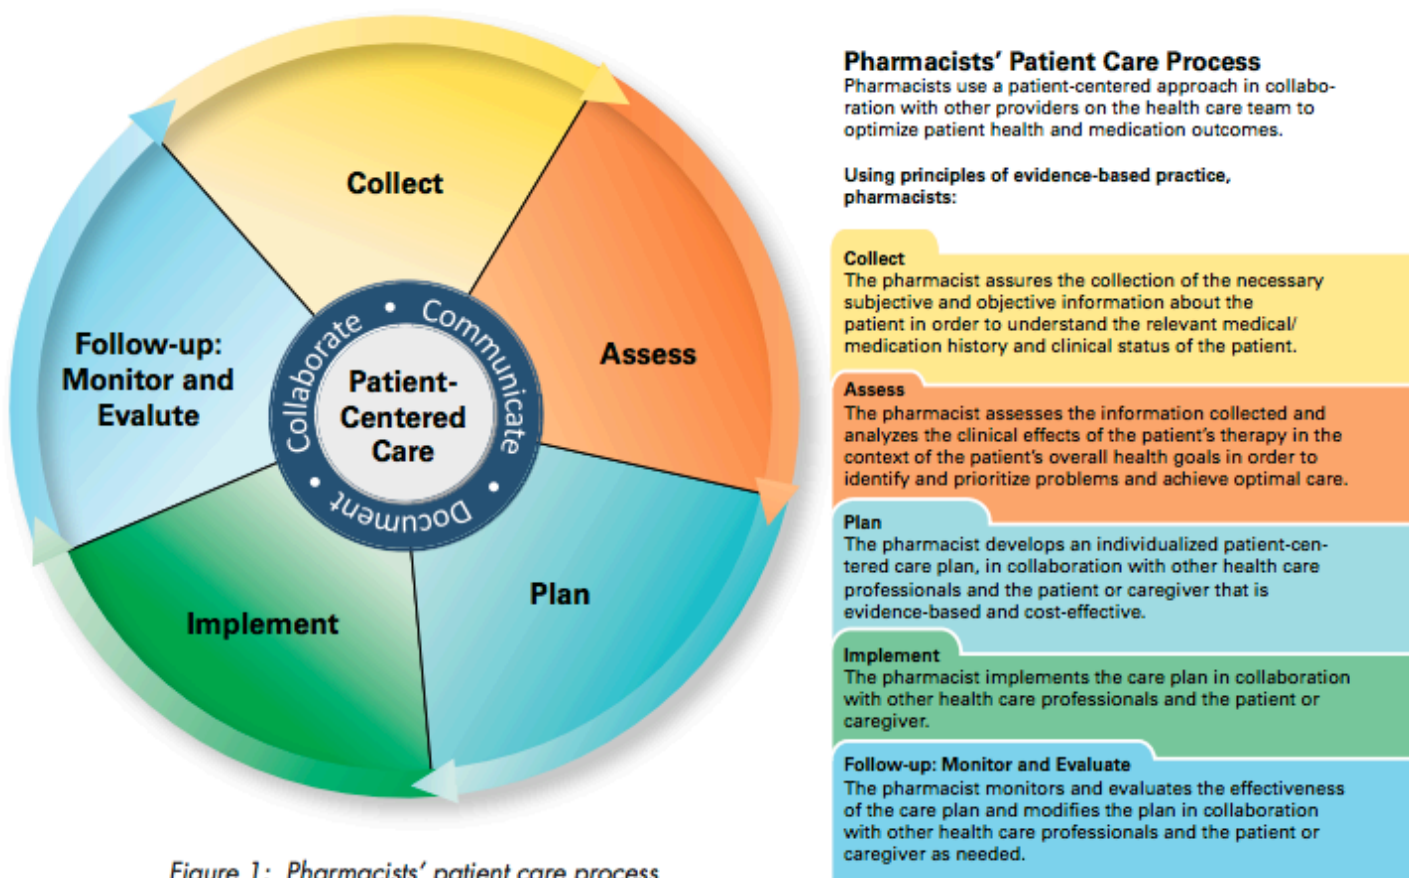 Collect
Assess
Plan
Implement
Follow-up:
Monitor and
Evalute
Collaborate • Communicate • Document •
Patient-
Centered
Care
Figure 1: Pharmacists' patient care process
Pharmacists' Patient Care Process
Pharmacists use a patient-centered approach in collabo-
ration with other providers on the health care team to
optimize patient health and medication outcomes.
Using principles of evidence-based practice,
pharmacists:
Collect
The pharmacist assures the collection of the necessary
subjective and objective information about the
patient in order to understand the relevant medical/
medication history and clinical status of the patient.
Assess
The pharmacist assesses the information collected and
analyzes the clinical effects of the patient's therapy in the
context of the patient's overall health goals in order to
identify and prioritize problems and achieve optimal care.
Plan
The pharmacist develops an individualized patient-cen-
tered care plan, in collaboration with other health care
professionals and the patient or caregiver that is
evidence-based and cost-effective.
Implement
The pharmacist implements the care plan in collaboration
with other health care professionals and the patient or
caregiver.
Follow-up: Monitor and Evaluate
The pharmacist monitors and evaluates the effectiveness
of the care plan and modifies the plan in collaboration
with other health care professionals and the patient or
caregiver as needed.